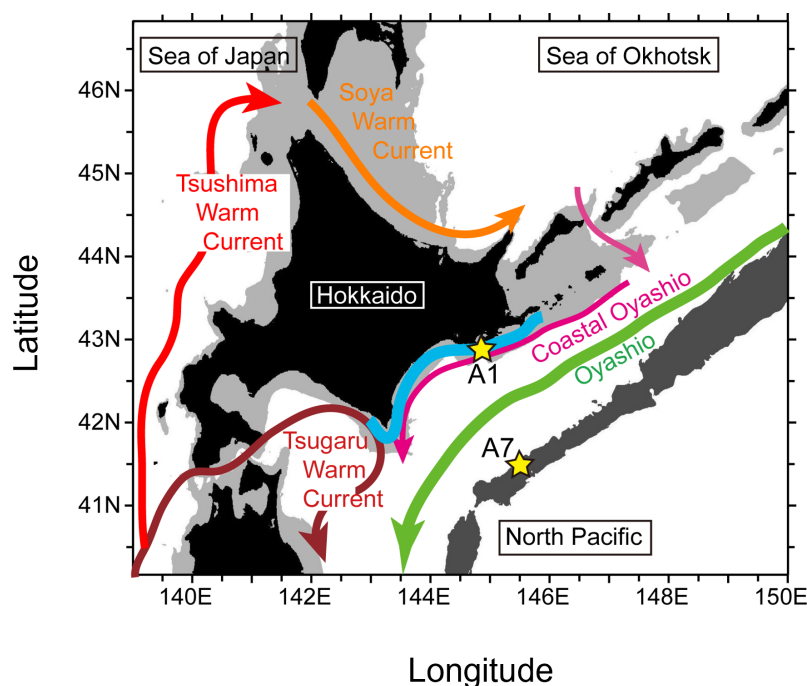 Sea of Japan
Sea of Okhotsk
46N
45N
44N
43N
42N
41N
Latitude
Soya
Warm
Current
Tsushima
Warm
Current
Hokkaido
Coastal Oyashio
Oyashio
A1
A7
Tsugaru
Warm
Current
North Pacific
140E
142E
144E
146E
148E
150E
Longitude